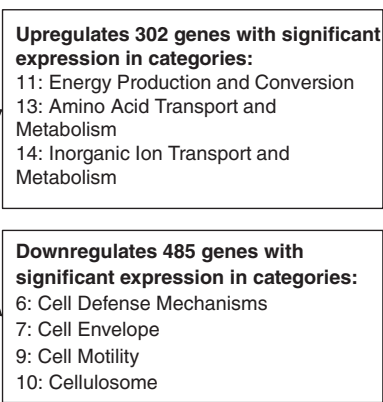 Upregulates 302 genes with significant
expression in categories:
11: Energy Production and Conversion
13: Amino Acid Transport and
Metabolism
14: Inorganic Ion Transport and
Metabolism
Downregulates 485 genes with
significant expression in categories:
6: Cell Defense Mechanisms
7: Cell Envelope
9: Cell Motility
10: Cellulosome